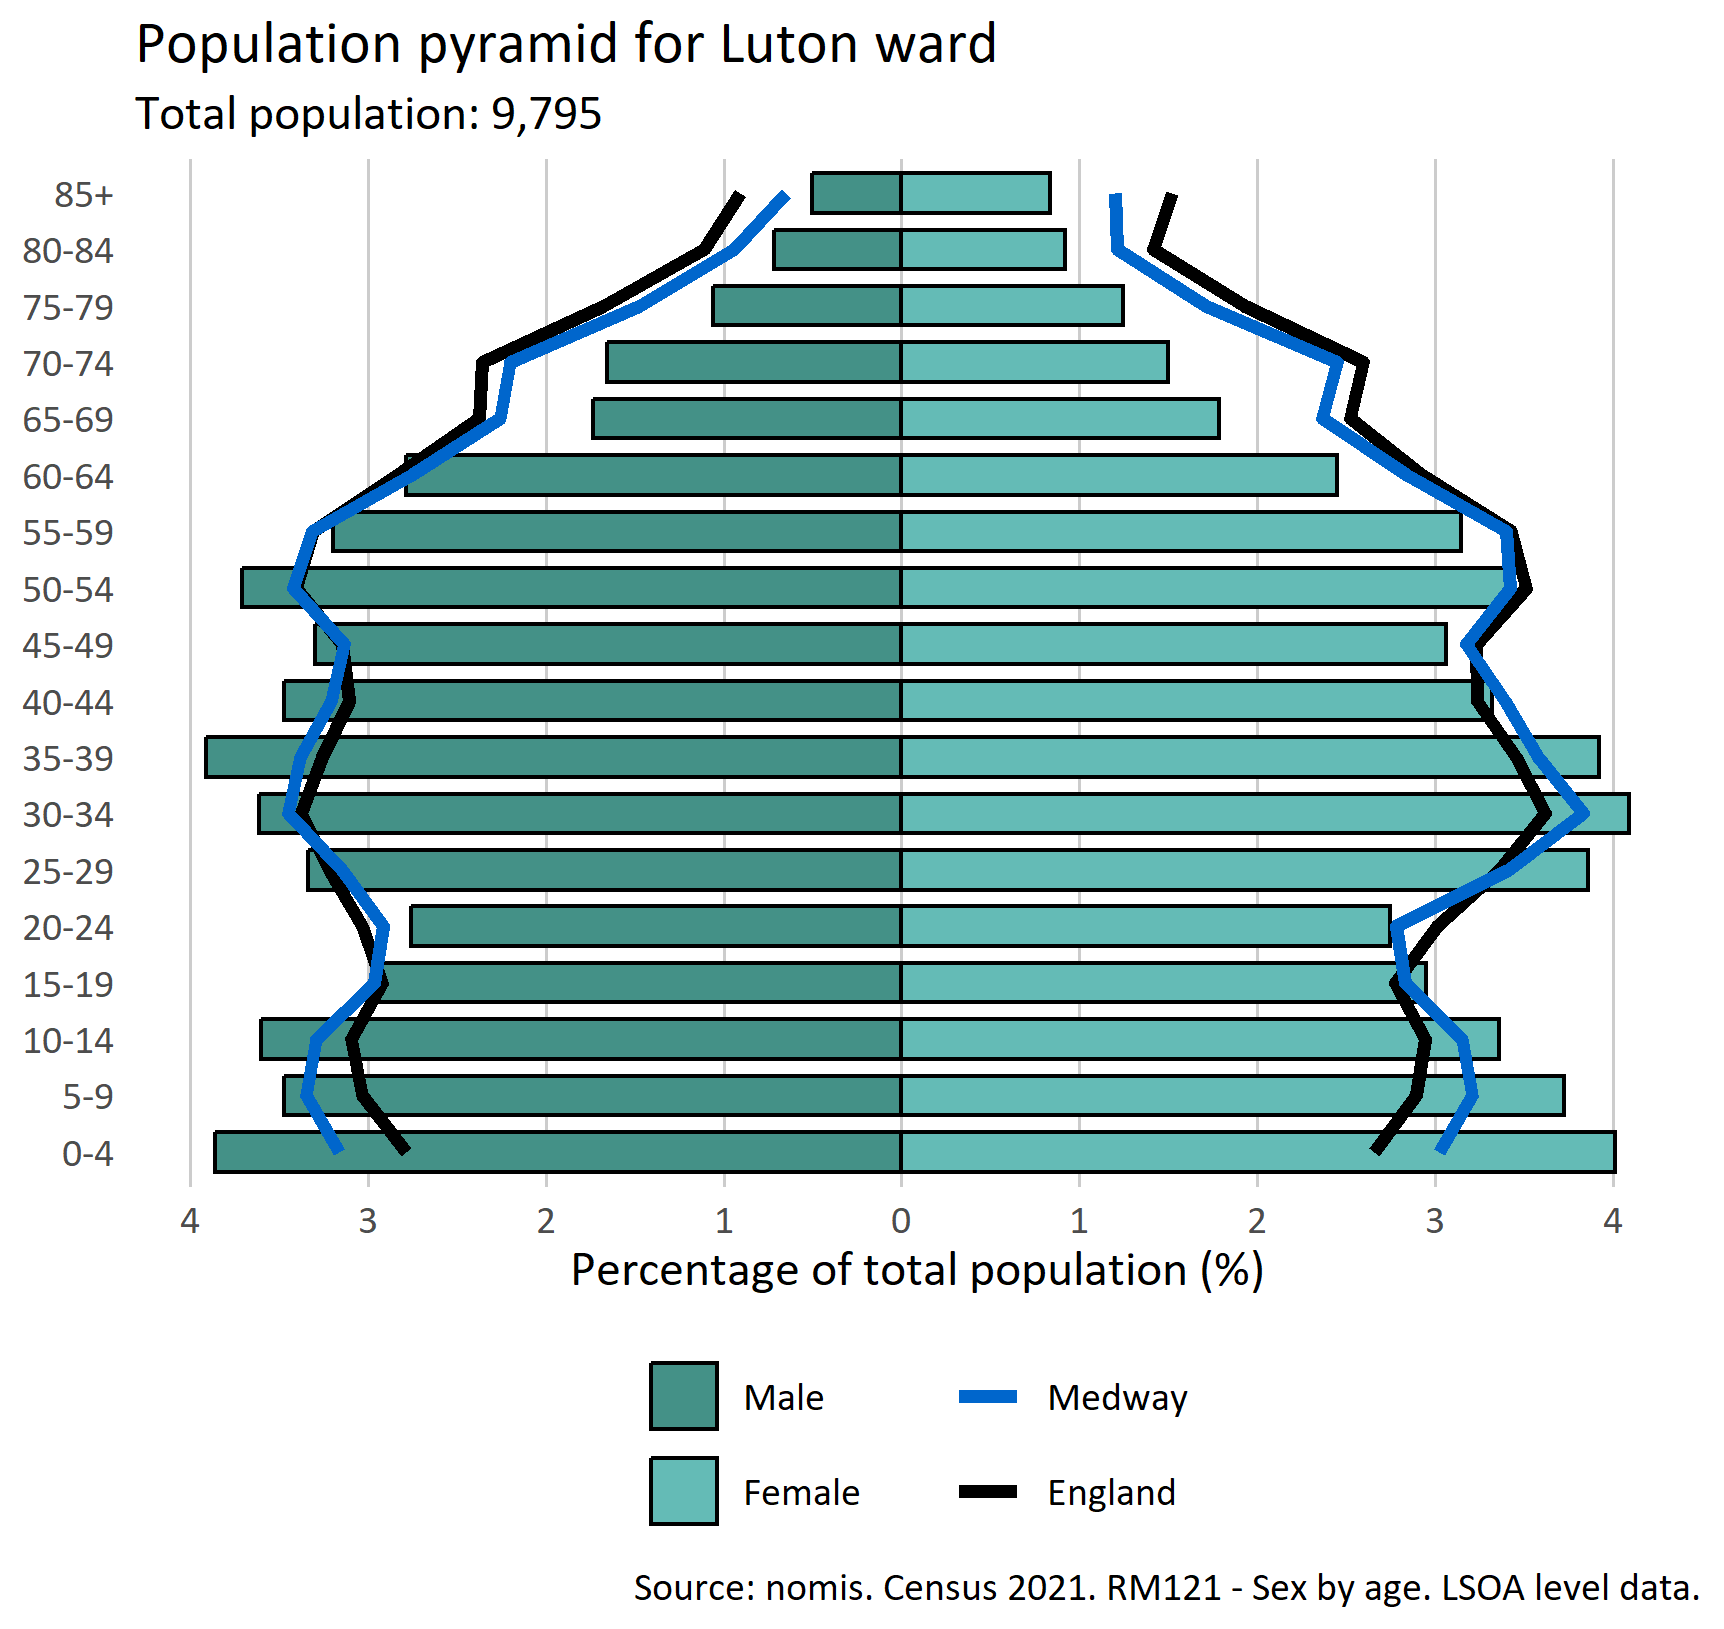 Population pyramid for Luton ward
Total population: 9,795
85+
80-84
75-79
70-74
65-69
60-64
55-59
50-54
45-49
40-44
35-39
30-34
25-29
20-24
15-19
10-14
5-9
0-4
4 3 2 1 0 1 2 3 4
Percentage of total population (%)
Male Medway
Female England
Source: nomis. Census 2021. RM121 - Sex by age. LSOA level data.